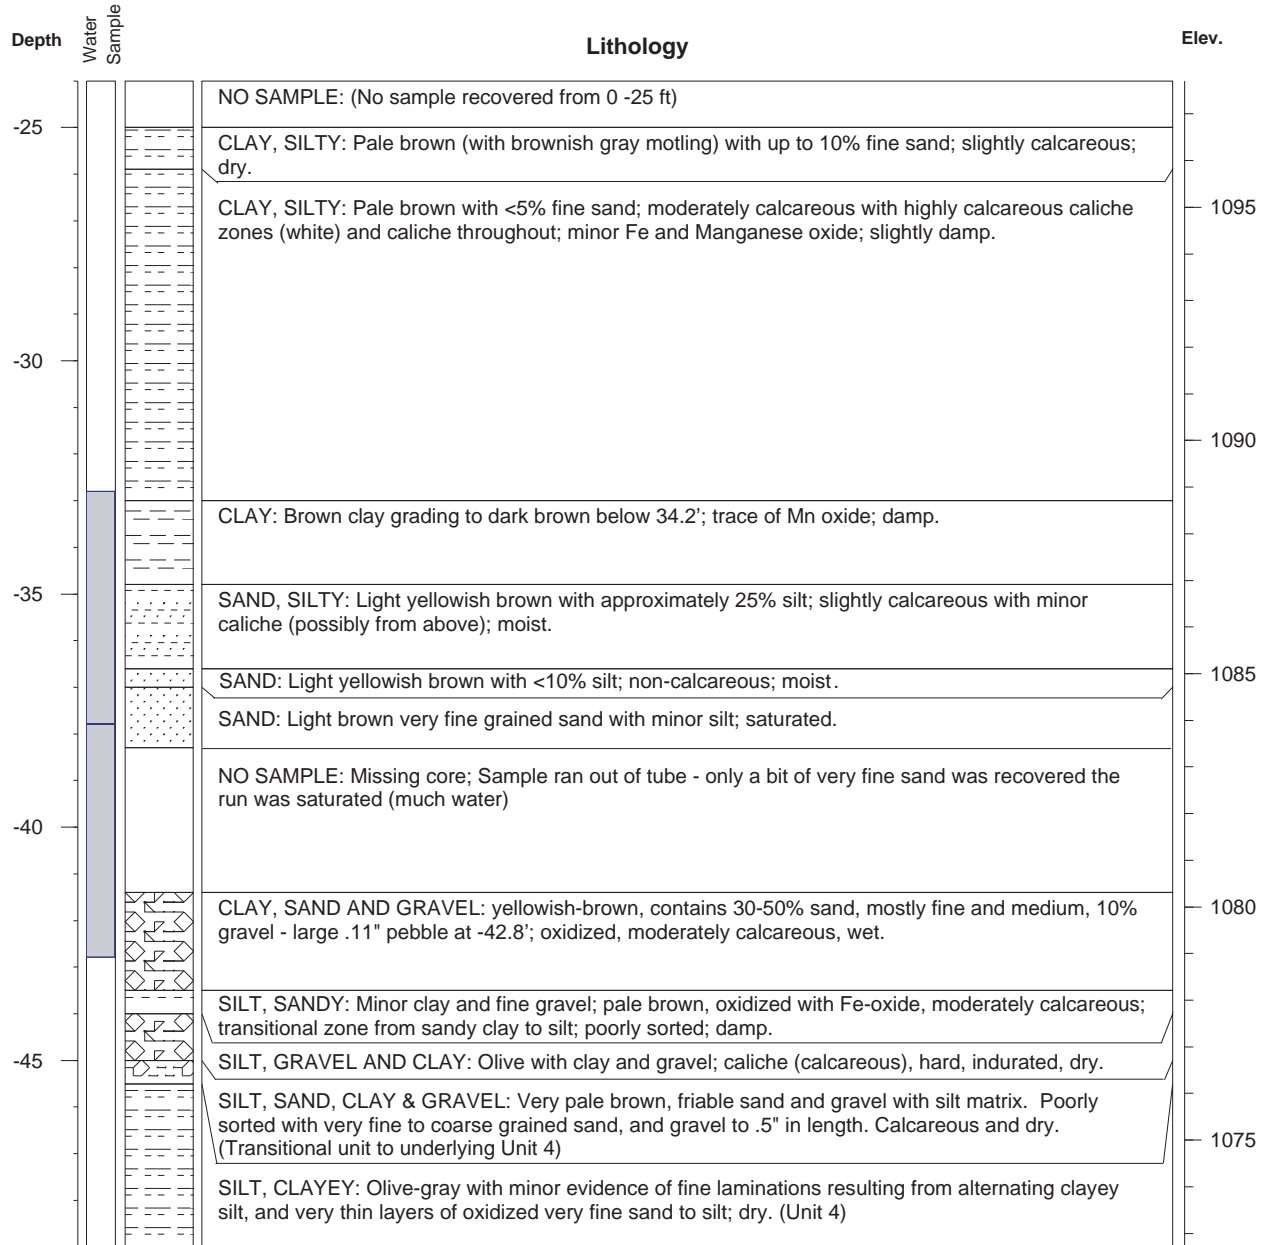 Depth
Water
Sample
Lithology
Elev.
NO SAMPLE: (No sample recovered from 0 -25 ft)
-25
CLAY, SILTY: Pale brown (with brownish gray motling) with up to 10% fine sand; slightly calcareous;
dry.
CLAY, SILTY: Pale brown with <5% fine sand; moderately calcareous with highly calcareous caliche
zones (white) and caliche throughout; minor Fe and Manganese oxide; slightly damp.
1095
-30
1090
CLAY: Brown clay grading to dark brown below 34.2'; trace of Mn oxide; damp.
-35
SAND, SILTY: Light yellowish brown with approximately 25% silt; slightly calcareous with minor
caliche (possibly from above); moist.
SAND: Light yellowish brown with <10% silt; non-calcareous; moist.
1085
SAND: Light brown very fine grained sand with minor silt; saturated.
NO SAMPLE: Missing core; Sample ran out of tube - only a bit of very fine sand was recovered the
run was saturated (much water)
-40
CLAY, SAND AND GRAVEL: yellowish-brown, contains 30-50% sand, mostly fine and medium, 10%
gravel - large .11" pebble at -42.8'; oxidized, moderately calcareous, wet.
1080
SILT, SANDY: Minor clay and fine gravel; pale brown, oxidized with Fe-oxide, moderately calcareous;
transitional zone from sandy clay to silt; poorly sorted; damp.
-45
SILT, GRAVEL AND CLAY: Olive with clay and gravel; caliche (calcareous), hard, indurated, dry.
SILT, SAND, CLAY & GRAVEL: Very pale brown, friable sand and gravel with silt matrix. Poorly
sorted with very fine to coarse grained sand, and gravel to .5" in length. Calcareous and dry.
(Transitional unit to underlying Unit 4)
1075
SILT, CLAYEY: Olive-gray with minor evidence of fine laminations resulting from alternating clayey
silt, and very thin layers of oxidized very fine sand to silt; dry. (Unit 4)